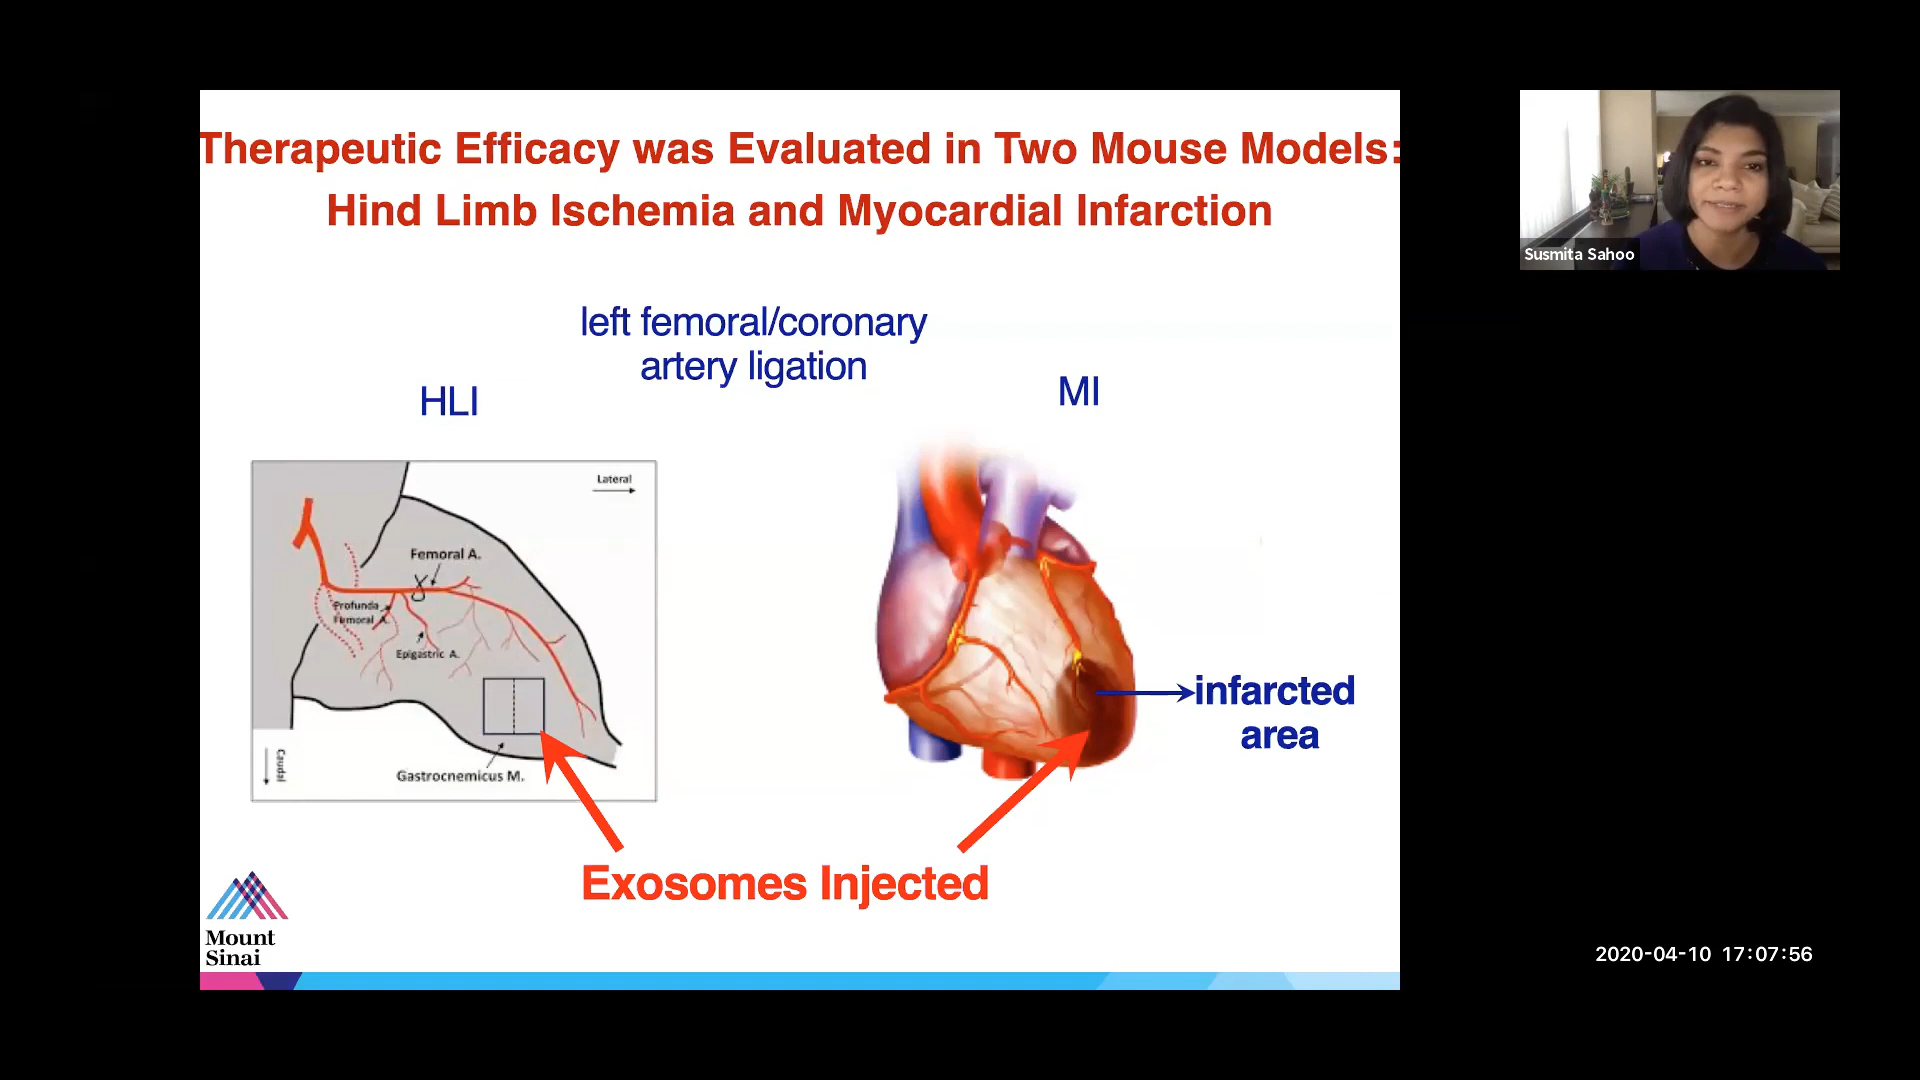 Therapeutic Efficacy was Evaluated in Two Mouse Models:
Hind Limb Ischemia and Myocardial Infarction
left femoral/coronary
artery ligation
HLI
MI
Lateral
Femoral A.
Profunda
Femoral A.
Epigastric A.
Gastrocnemicus M.
Caudal
infarcted
area
Exosomes Injected
Mount
Sinai
Susmita Sahoo
2020-04-10 17:07:56